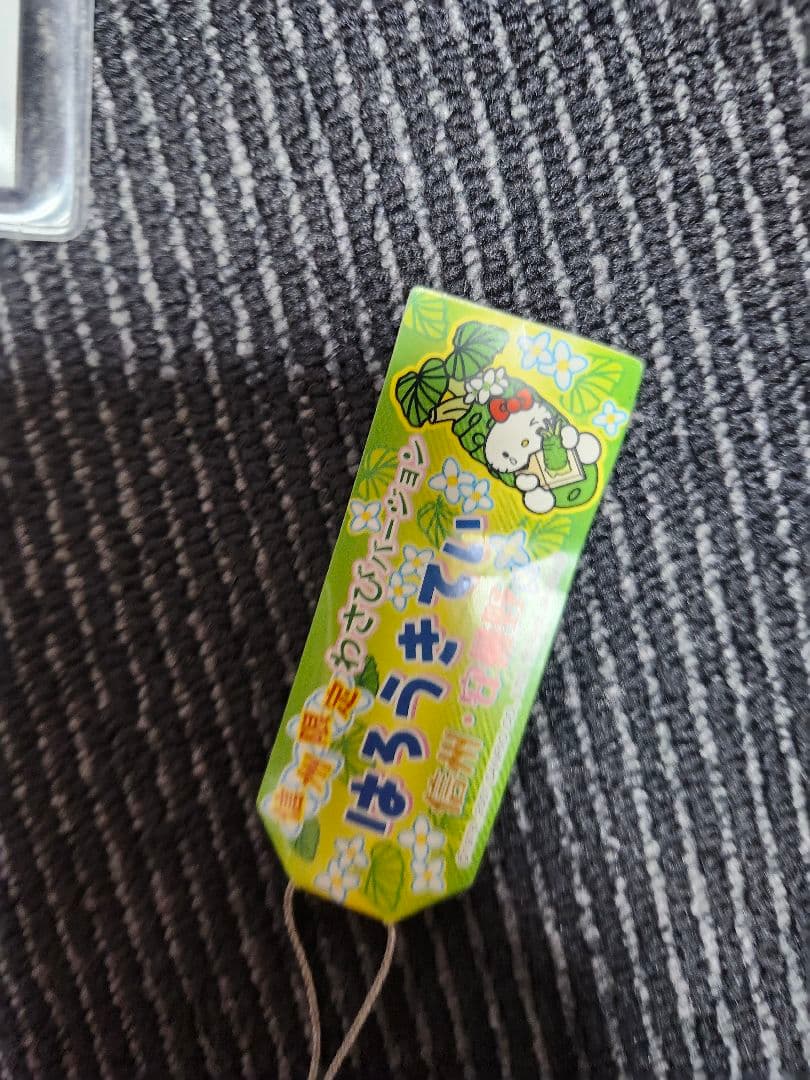 信州限定
わさびバージョン
はろうきてぃ
信州・安曇野